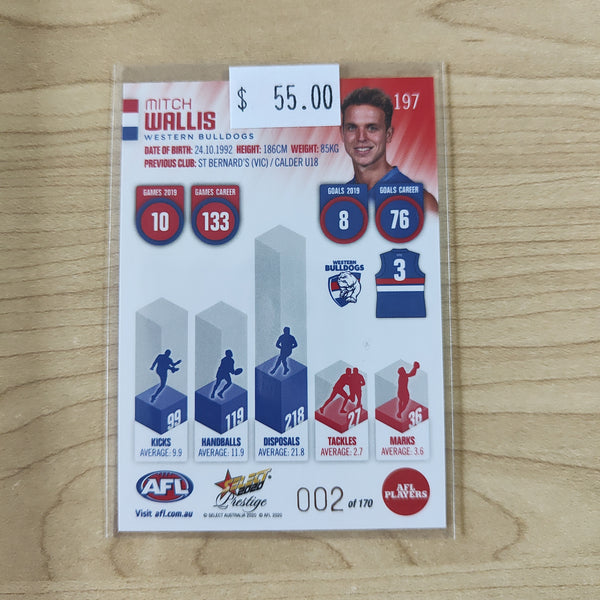 $ 55.00
MITCH
WALLIS
WESTERN BULLDOGS
197
DATE OF BIRTH: 24.10.1992 HEIGHT: 186CM WEIGHT: 85KG
PREVIOUS CLUB: ST BERNARD'S (VIC) / CALDER U18
GAMES 2019 GAMES CAREER GOALS 2019 GOALS CAREER
10 133 8 76
WESTERN
BULLDOGS
3
99 119 218 27 36
KICKS HANDBALLS DISPOSALS TACKLES MARKS
AVERAGE: 9.9 AVERAGE: 11.9 AVERAGE: 21.8 AVERAGE: 2.7 AVERAGE: 3.6
AFL
Visit afl.com.au
SELECT
2020
Prestige
© SELECT AUSTRALIA 2020 © AFL 2020
002 of 170
AFL
PLAYERS